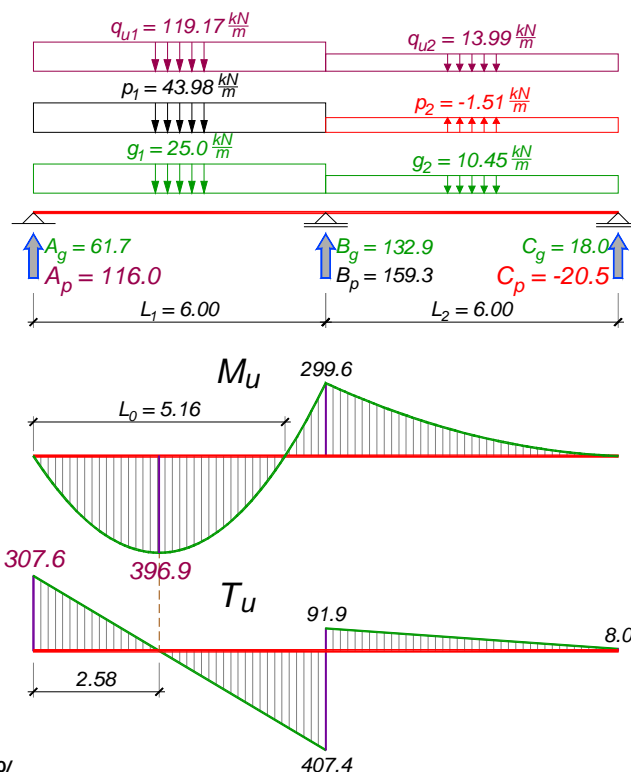 q_u1 = 119.17 kN/m
q_u2 = 13.99 kN/m
p_1 = 43.98 kN/m
p_2 = -1.51 kN/m
g_1 = 25.0 kN/m
g_2 = 10.45 kN/m
A_g = 61.7
B_g = 132.9
C_g = 18.0
A_p = 116.0
B_p = 159.3
C_p = -20.5
L_1 = 6.00
L_2 = 6.00
M_u
299.6
L_0 = 5.16
307.6
396.9
T_u
91.9
8.0
2.58
407.4